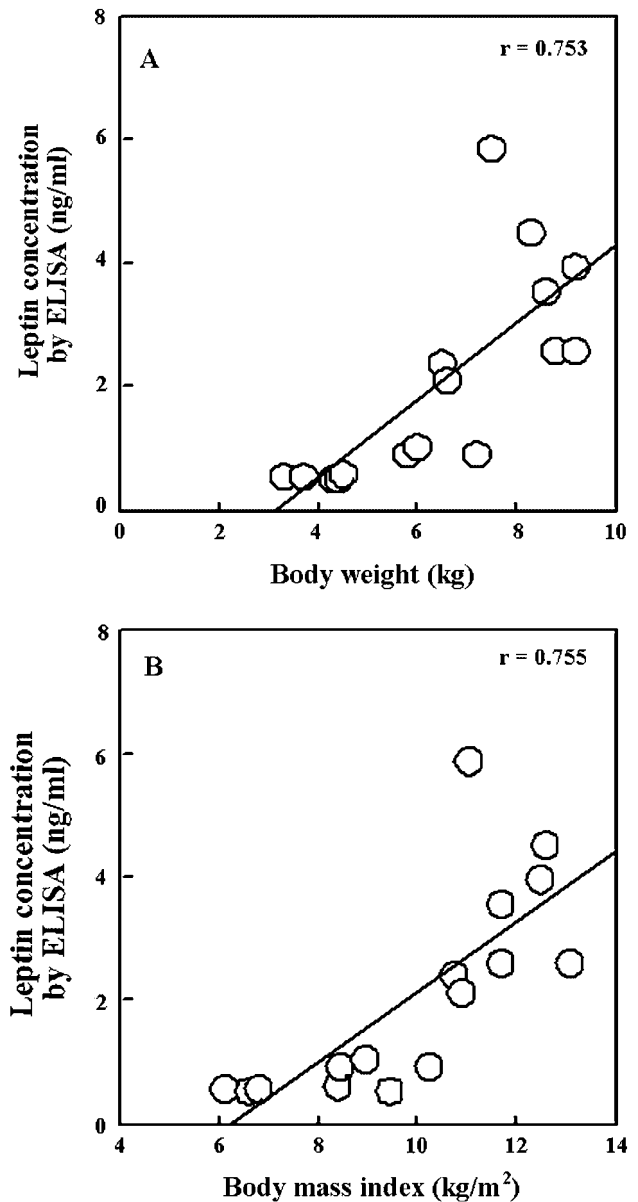 A
r = 0.753
Leptin concentration
by ELISA (ng/ml)
8
6
4
2
0
0 2 4 6 8 10
Body weight (kg)
B
r = 0.755
Leptin concentration
by ELISA (ng/ml)
8
6
4
2
0
4 6 8 10 12 14
Body mass index (kg/m²)